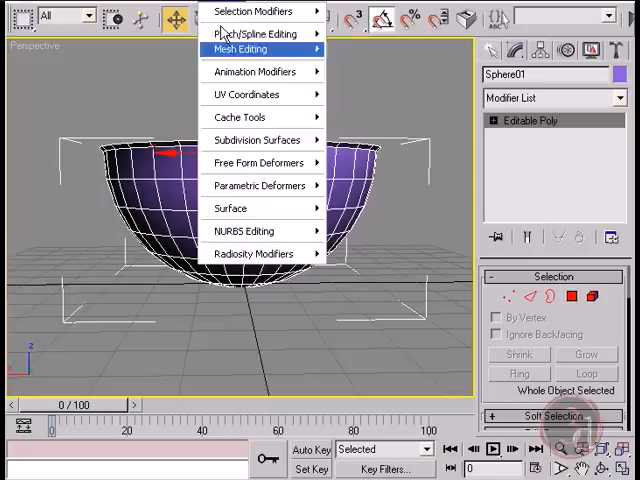 Selection Modifiers
All
Patch/Spline Editing
Mesh Editing
Perspective
Animation Modifiers
Sphere01
UV Coordinates
Modifier List
Cache Tools
Editable Poly
Subdivision Surfaces
Free Form Deformers
Parametric Deformers
Surface
NURBS Editing
Radiosity Modifiers
Selection
By Vertex
Ignore Backfacing
Shrink
Grow
Ring
Loop
Whole Object Selected
Soft Selection
z
x
0 / 100
0 20 40 60 80 100
Auto Key
Selected
Set Key
Key Filters...
0